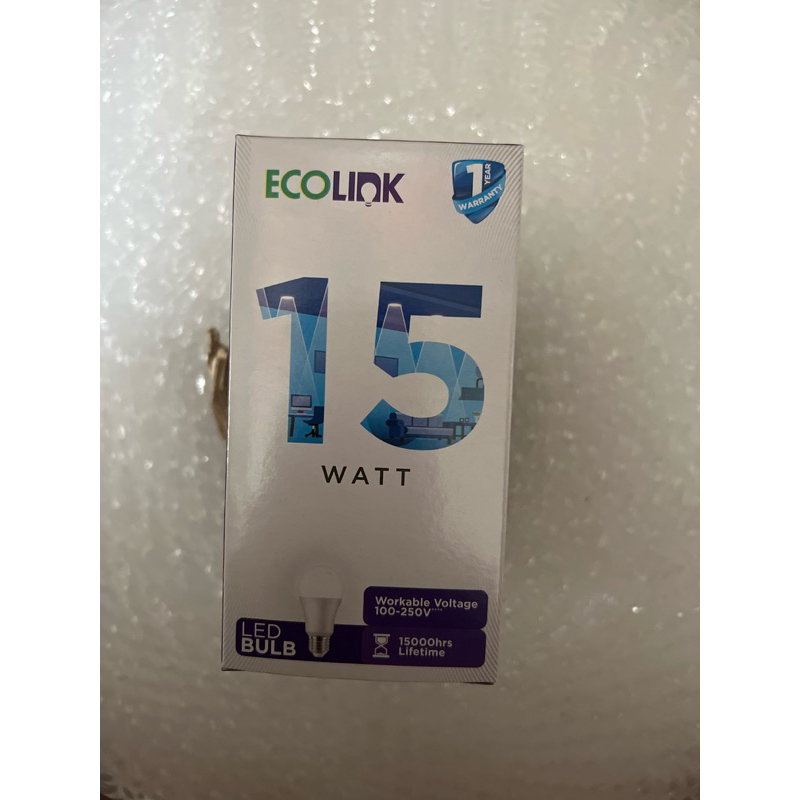 ECOLINK
1 YEAR
WARRANTY
15
WATT
LED
BULB
Workable Voltage
100-250V****
15000hrs
Lifetime